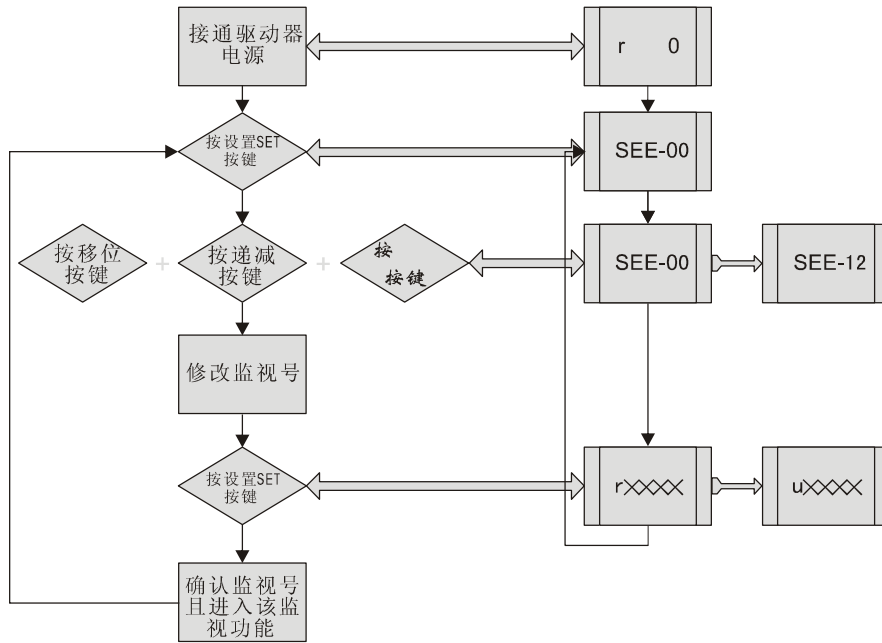 接通驱动器
电源
r 0
按设置SET
按键
SEE-00
按移位
按键
+
按递减
按键
+
按
按键
SEE-00
SEE-12
修改监视号
按设置SET
按键
r××××
u××××
确认监视号
且进入该监
视功能